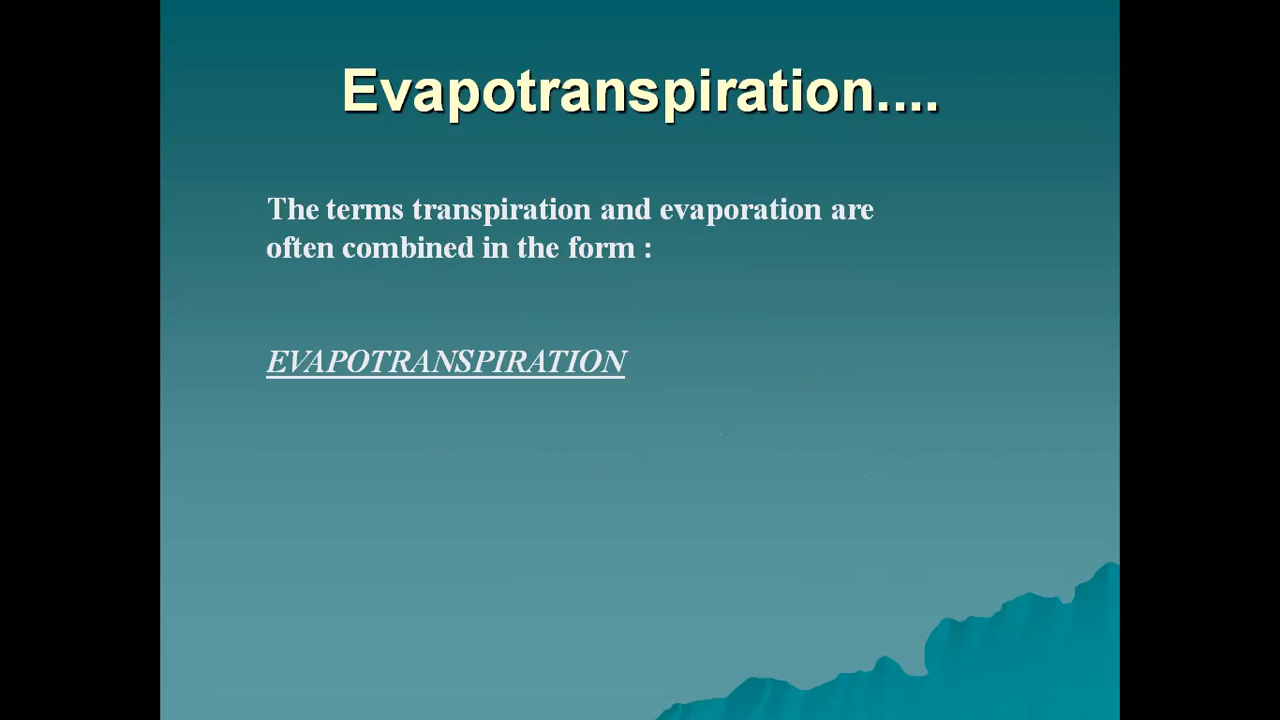 Evapotranspiration....
The terms transpiration and evaporation are
often combined in the form :
EVAPOTRANSPIRATION